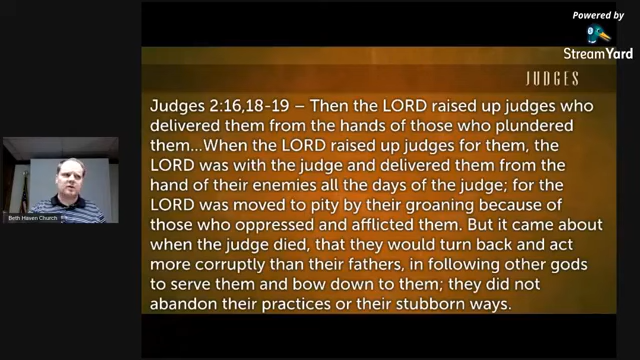 Powered by
StreamYard
JUDGES
Judges 2:16,18-19 – Then the LORD raised up judges who
delivered them from the hands of those who plundered
them...When the LORD raised up judges for them, the
LORD was with the judge and delivered them from the
hand of their enemies all the days of the judge; for the
LORD was moved to pity by their groaning because of
those who oppressed and afflicted them. But it came about
when the judge died, that they would turn back and act
more corruptly than their fathers, in following other gods
to serve them and bow down to them; they did not
abandon their practices or their stubborn ways.
Beth Haven Church